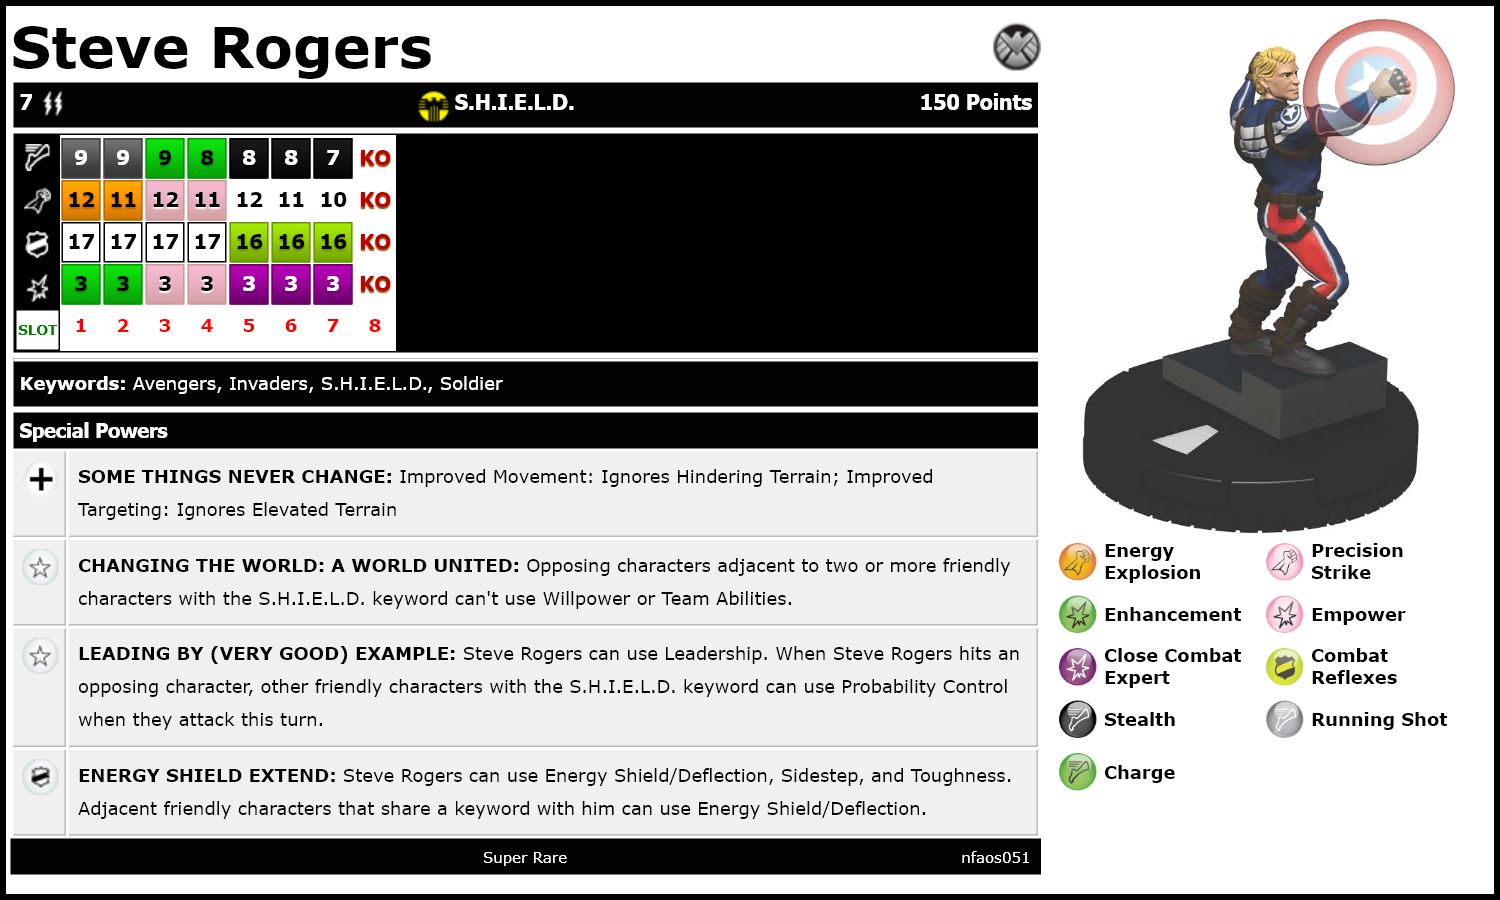 Steve Rogers
7 S.H.I.E.L.D. 150 Points
9 9 9 8 8 8 7 KO
12 11 12 11 12 11 10 KO
17 17 17 17 16 16 16 KO
3 3 3 3 3 3 3 KO
SLOT 1 2 3 4 5 6 7 8
Keywords: Avengers, Invaders, S.H.I.E.L.D., Soldier
Special Powers
SOME THINGS NEVER CHANGE: Improved Movement: Ignores Hindering Terrain; Improved
Targeting: Ignores Elevated Terrain
CHANGING THE WORLD: A WORLD UNITED: Opposing characters adjacent to two or more friendly
characters with the S.H.I.E.L.D. keyword can't use Willpower or Team Abilities.
LEADING BY (VERY GOOD) EXAMPLE: Steve Rogers can use Leadership. When Steve Rogers hits an
opposing character, other friendly characters with the S.H.I.E.L.D. keyword can use Probability Control
when they attack this turn.
ENERGY SHIELD EXTEND: Steve Rogers can use Energy Shield/Deflection, Sidestep, and Toughness.
Adjacent friendly characters that share a keyword with him can use Energy Shield/Deflection.
Super Rare nfaos051
Energy
Explosion
Precision
Strike
Enhancement
Empower
Close Combat
Expert
Combat
Reflexes
Stealth
Running Shot
Charge